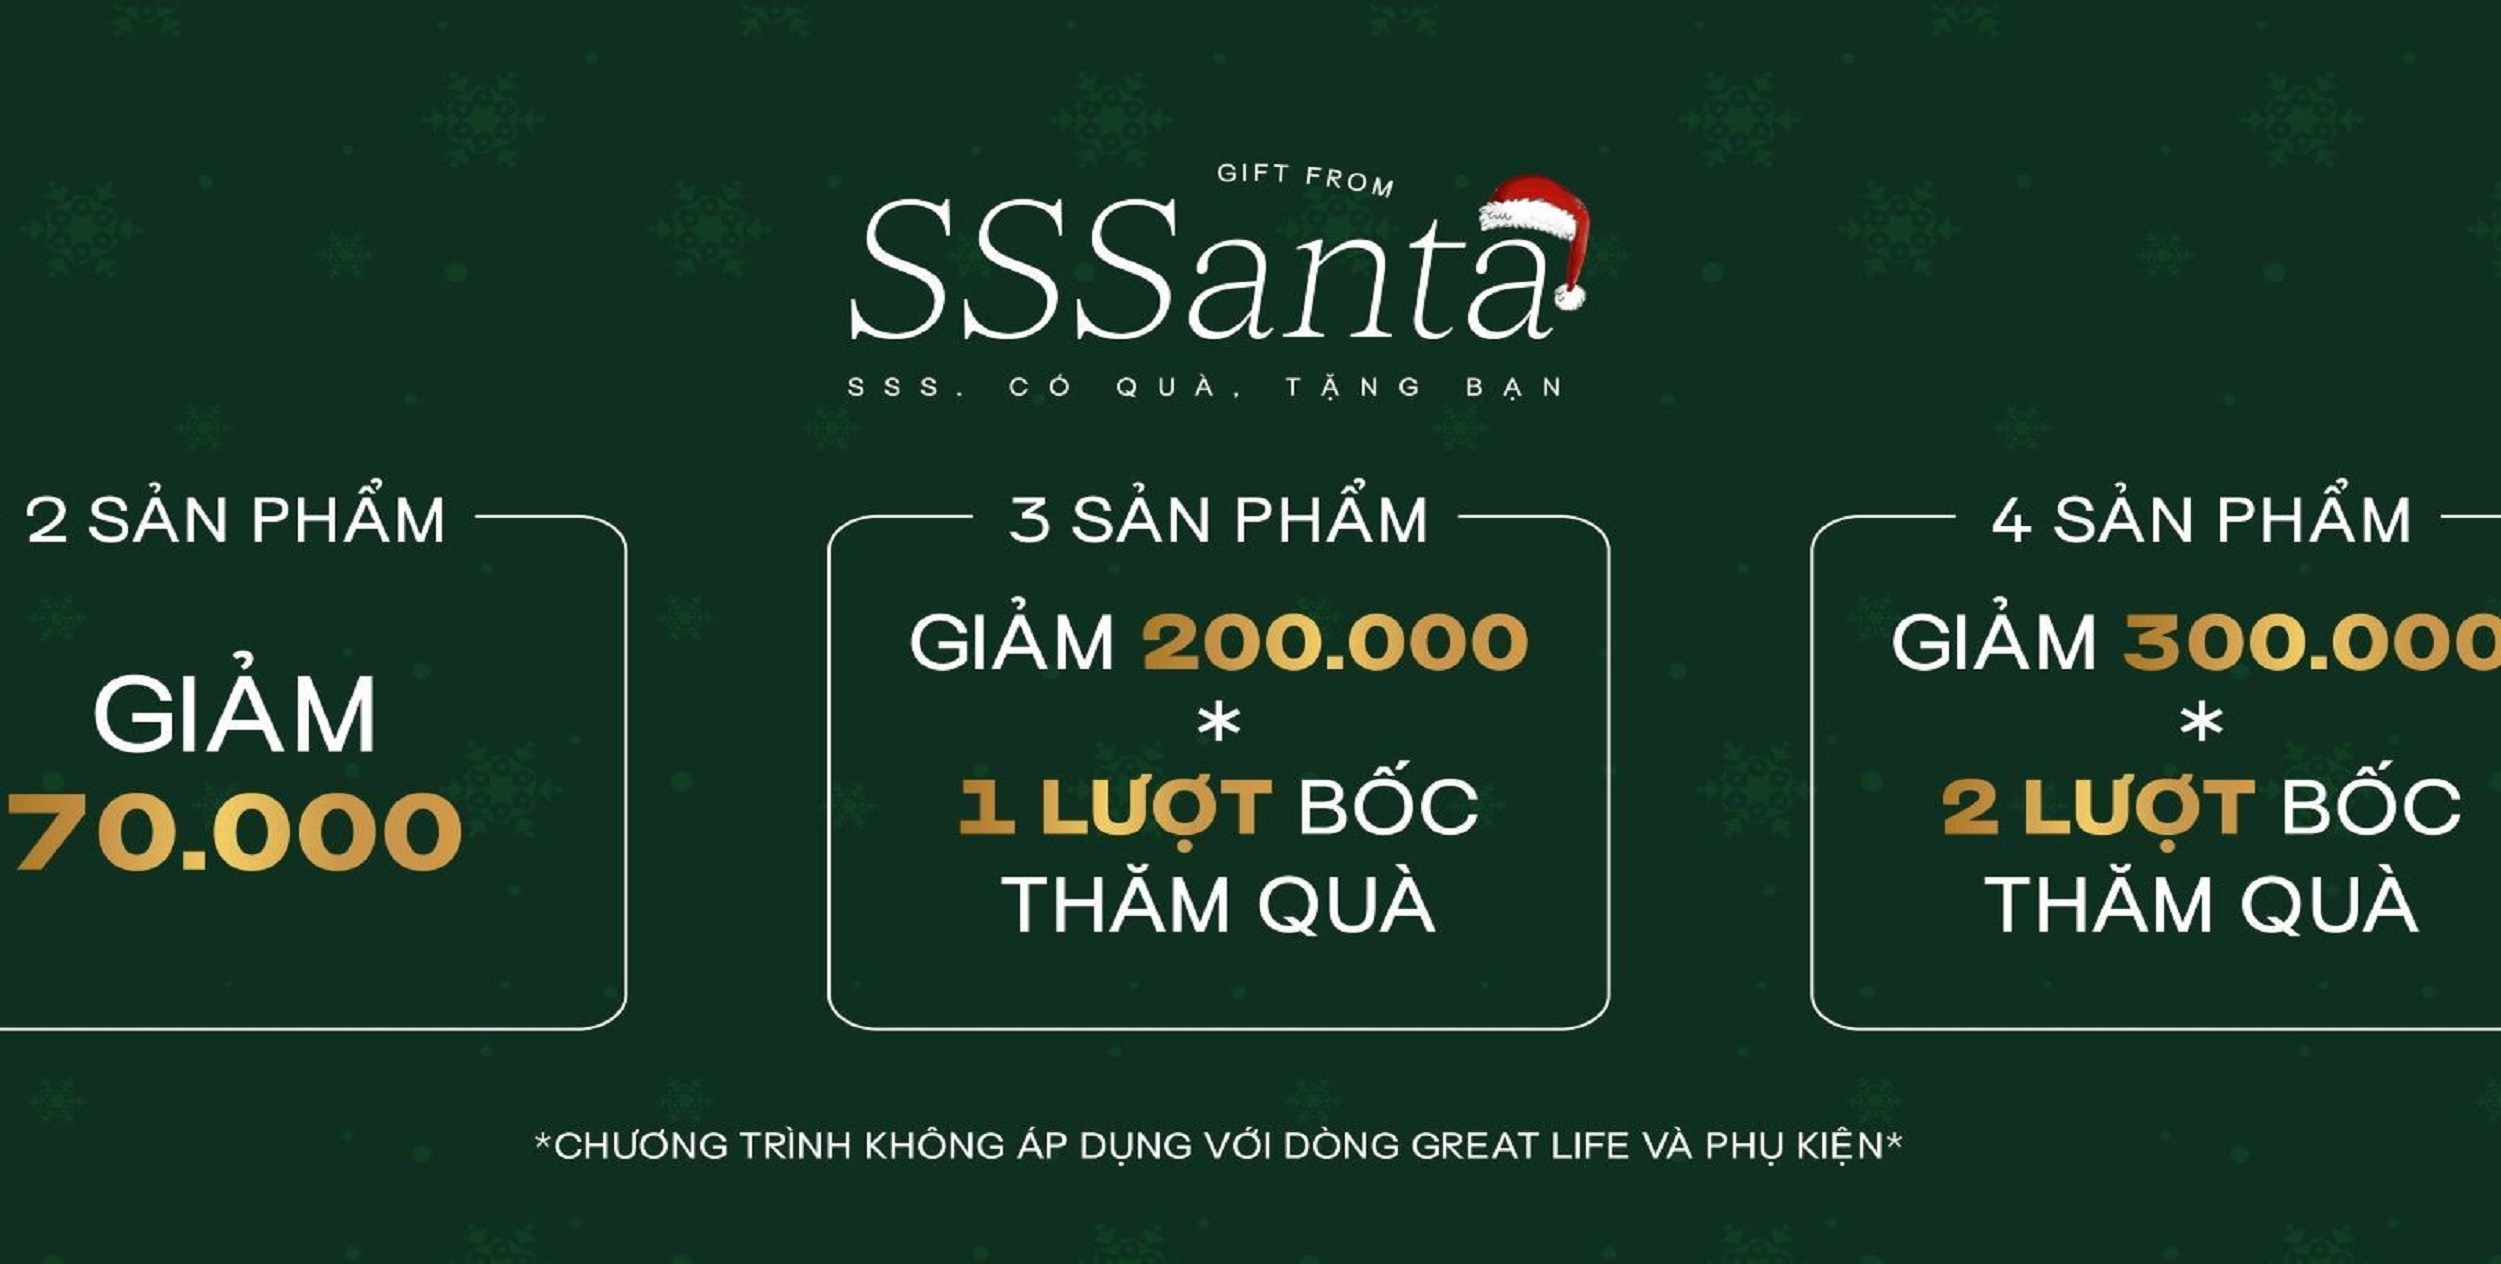 GIFT FROM
SSSanta
SSS. CÓ QUÀ, TẶNG BẠN
2 SẢN PHẨM
GIẢM
70.000
3 SẢN PHẨM
GIẢM 200.000
*
1 LƯỢT BỐC
THĂM QUÀ
4 SẢN PHẨM
GIẢM 300.000
*
2 LƯỢT BỐC
THĂM QUÀ
*CHƯƠNG TRÌNH KHÔNG ÁP DỤNG VỚI DÒNG GREAT LIFE VÀ PHỤ KIỆN*